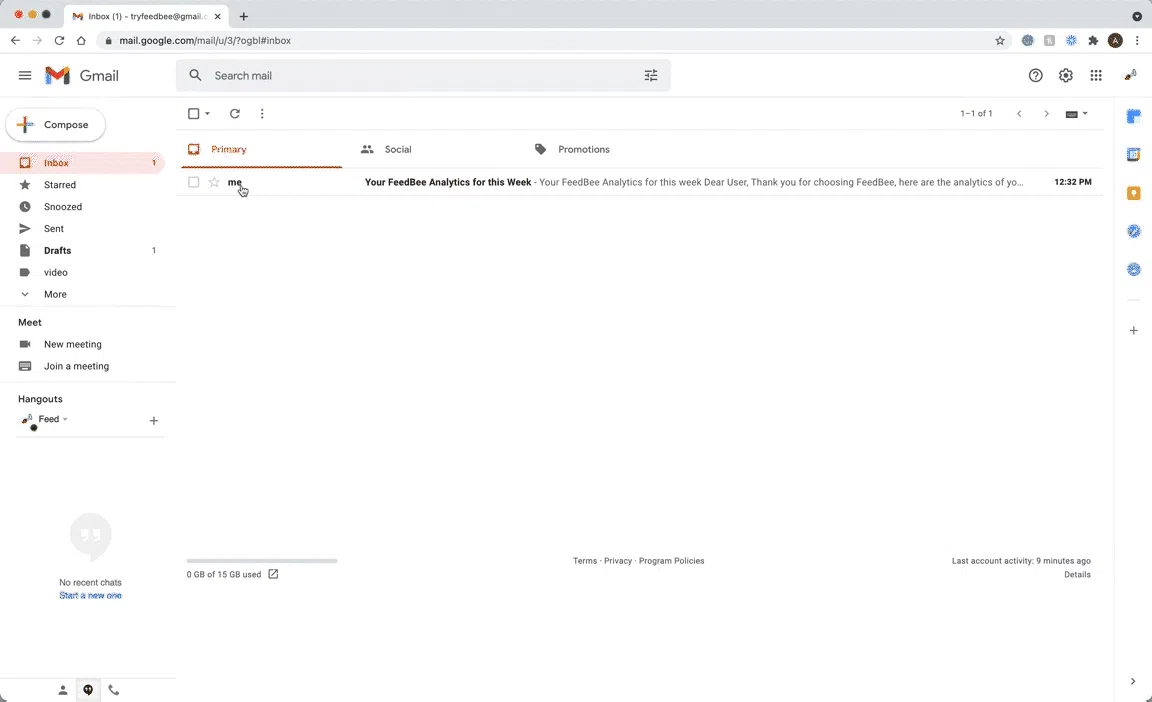 Inbox (1) - tryfeedbee@gmail.c
mail.google.com/mail/u/3/?ogbl#inbox
A
Gmail
Search mail
Compose
1–1 of 1
Primary
Social
Promotions
Inbox 1
me Your FeedBee Analytics for this Week - Your FeedBee Analytics for this week Dear User, Thank you for choosing FeedBee, here are the analytics of yo… 12:32 PM
Starred
Snoozed
Sent
Drafts 1
video
More
Meet
New meeting
Join a meeting
Hangouts
Feed
No recent chats
Start a new one
0 GB of 15 GB used
Terms · Privacy · Program Policies
Last account activity: 9 minutes ago
Details